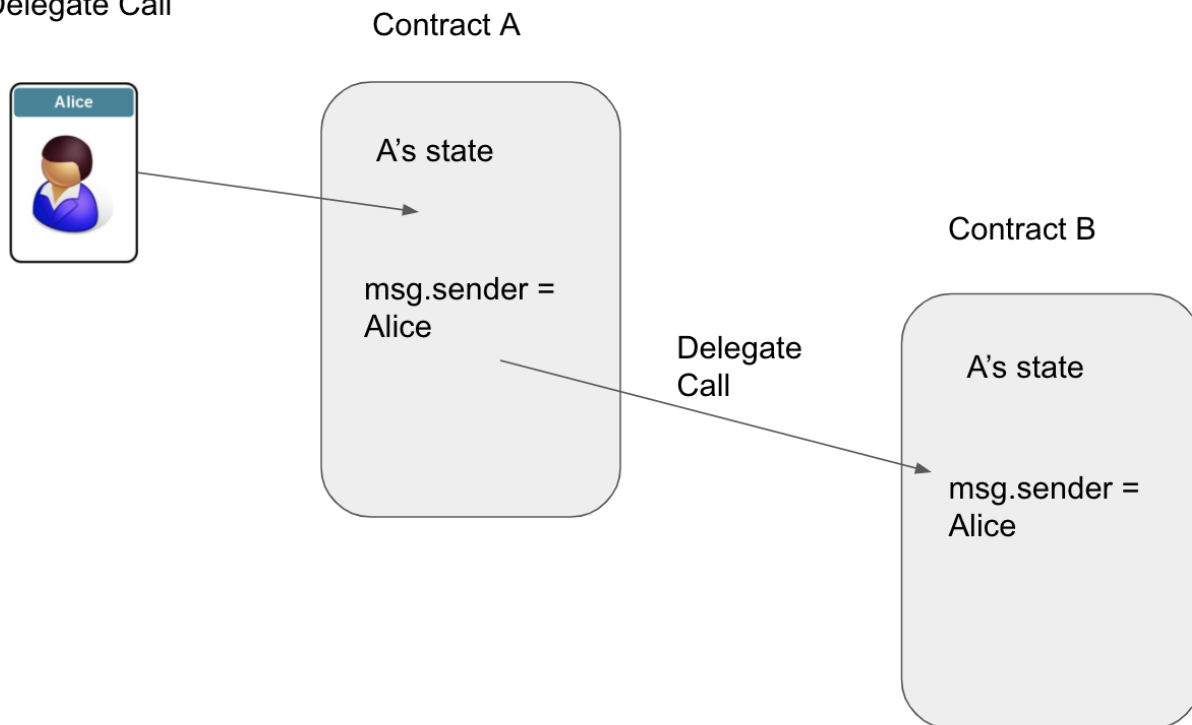 Delegate Call
Contract A
Alice
A’s state
msg.sender =
Alice
Contract B
Delegate
Call
A’s state
msg.sender =
Alice